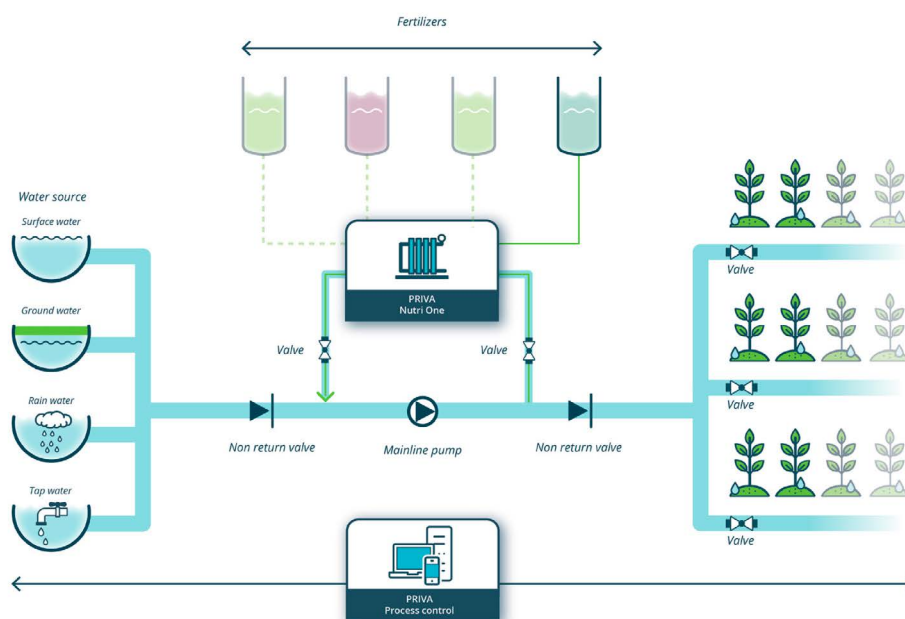 Fertilizers
Water source
Surface water
Ground water
Rain water
Tap water
PRIVA
Nutri One
Valve
Valve
Non return valve
Mainline pump
Non return valve
Valve
Valve
Valve
PRIVA
Process control